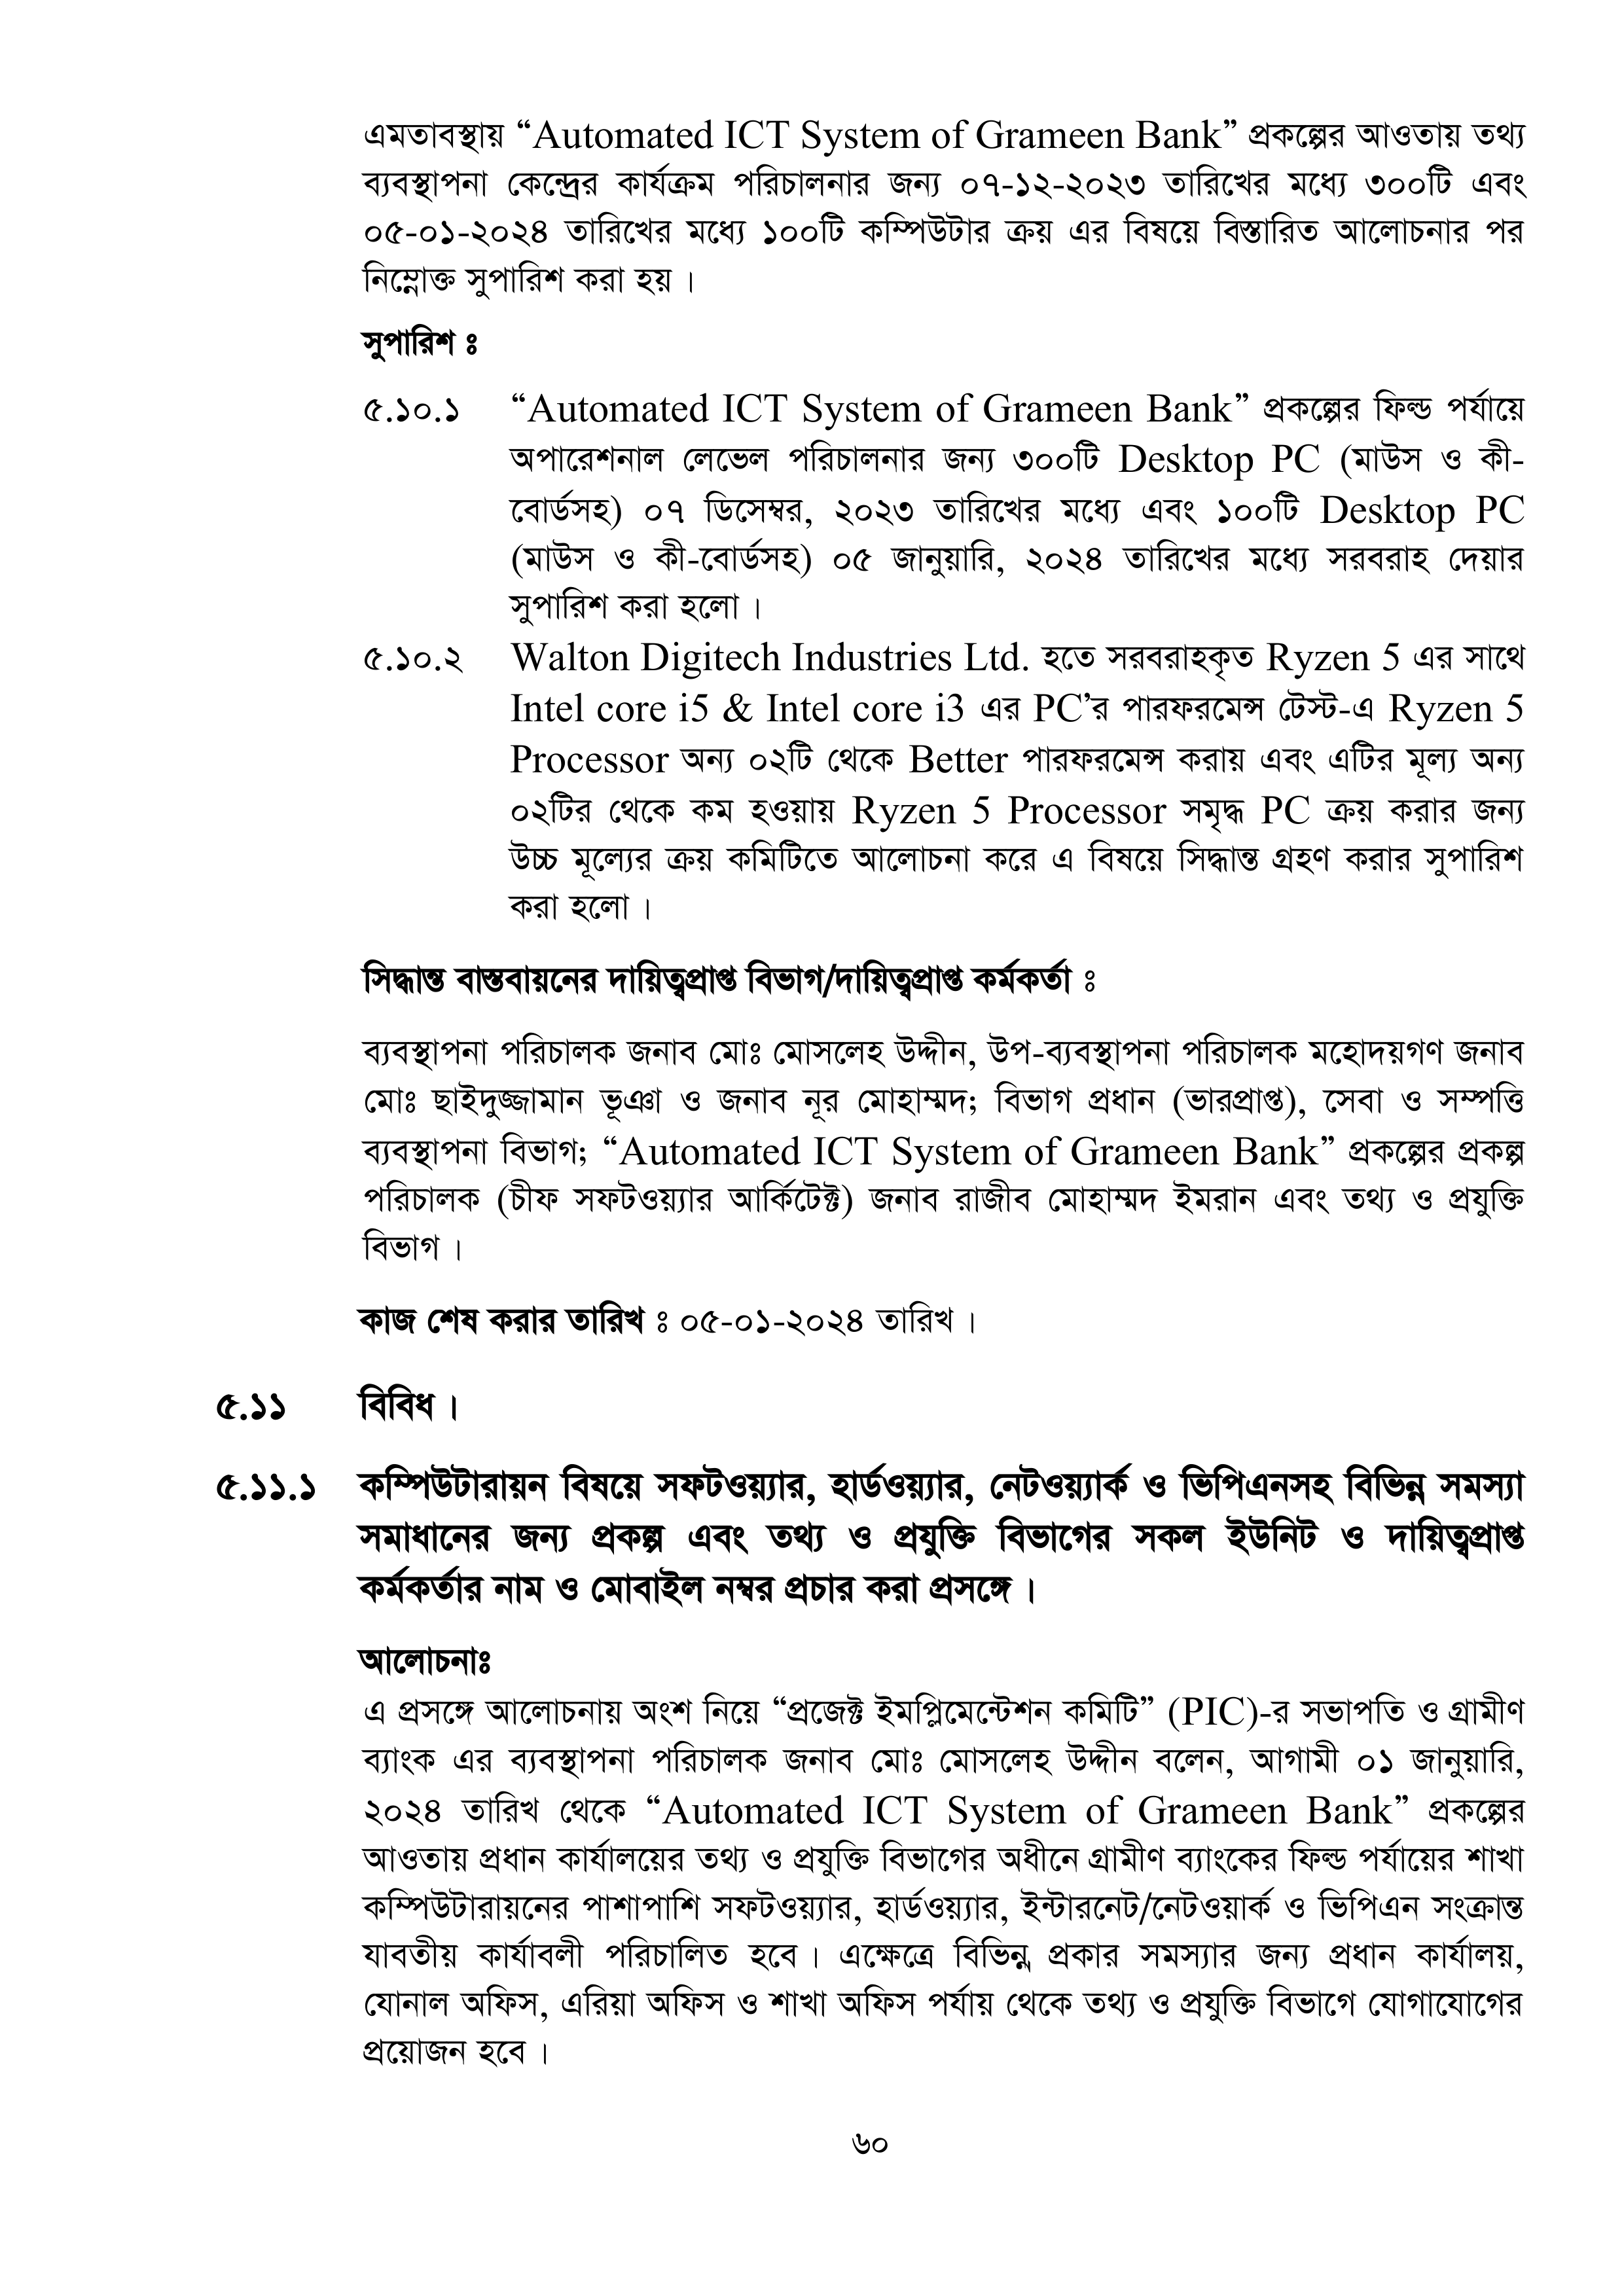 এমতাবস্থায় “Automated ICT System of Grameen Bank” প্রকল্পের আওতায় তথ্য
ব্যবস্থাপনা কেন্দ্রের কার্যক্রম পরিচালনার জন্য ০৭-১২-২০২৩ তারিখের মধ্যে ৩০০টি এবং
০৫-০১-২০২৪ তারিখের মধ্যে ১০০টি কম্পিউটার ক্রয় এর বিষয়ে বিস্তারিত আলোচনার পর
নিম্নোক্ত সুপারিশ করা হয়।
সুপারিশ ঃ
৫.১০.১ “Automated ICT System of Grameen Bank” প্রকল্পের ফিল্ড পর্যায়ে
অপারেশনাল লেভেল পরিচালনার জন্য ৩০০টি Desktop PC (মাউস ও কী-
বোর্ডসহ) ০৭ ডিসেম্বর, ২০২৩ তারিখের মধ্যে এবং ১০০টি Desktop PC
(মাউস ও কী-বোর্ডসহ) ০৫ জানুয়ারি, ২০২৪ তারিখের মধ্যে সরবরাহ দেয়ার
সুপারিশ করা হলো।
৫.১০.২ Walton Digitech Industries Ltd. হতে সরবরাহকৃত Ryzen 5 এর সাথে
Intel core i5 & Intel core i3 এর PC’র পারফরমেন্স টেস্ট-এ Ryzen 5
Processor অন্য ০২টি থেকে Better পারফরমেন্স করায় এবং এটির মূল্য অন্য
০২টির থেকে কম হওয়ায় Ryzen 5 Processor সমৃদ্ধ PC ক্রয় করার জন্য
উচ্চ মূল্যের ক্রয় কমিটিতে আলোচনা করে এ বিষয়ে সিদ্ধান্ত গ্রহণ করার সুপারিশ
করা হলো।
সিদ্ধান্ত বাস্তবায়নের দায়িত্বপ্রাপ্ত বিভাগ/দায়িত্বপ্রাপ্ত কর্মকর্তা ঃ
ব্যবস্থাপনা পরিচালক জনাব মোঃ মোসলেহ উদ্দীন, উপ-ব্যবস্থাপনা পরিচালক মহোদয়গণ জনাব
মোঃ ছাইদুজ্জামান ভূঞা ও জনাব নূর মোহাম্মদ; বিভাগ প্রধান (ভারপ্রাপ্ত), সেবা ও সম্পত্তি
ব্যবস্থাপনা বিভাগ; “Automated ICT System of Grameen Bank” প্রকল্পের প্রকল্প
পরিচালক (চীফ সফটওয়্যার আর্কিটেক্ট) জনাব রাজীব মোহাম্মদ ইমরান এবং তথ্য ও প্রযুক্তি
বিভাগ।
কাজ শেষ করার তারিখ ঃ ০৫-০১-২০২৪ তারিখ।
৫.১১ বিবিধ।
৫.১১.১ কম্পিউটারায়ন বিষয়ে সফটওয়্যার, হার্ডওয়্যার, নেটওয়্যার্ক ও ভিপিএনসহ বিভিন্ন সমস্যা
সমাধানের জন্য প্রকল্প এবং তথ্য ও প্রযুক্তি বিভাগের সকল ইউনিট ও দায়িত্বপ্রাপ্ত
কর্মকর্তার নাম ও মোবাইল নম্বর প্রচার করা প্রসঙ্গে।
আলোচনাঃ
এ প্রসঙ্গে আলোচনায় অংশ নিয়ে “প্রজেক্ট ইমপ্লিমেন্টেশন কমিটি” (PIC)-র সভাপতি ও গ্রামীণ
ব্যাংক এর ব্যবস্থাপনা পরিচালক জনাব মোঃ মোসলেহ উদ্দীন বলেন, আগামী ০১ জানুয়ারি,
২০২৪ তারিখ থেকে “Automated ICT System of Grameen Bank” প্রকল্পের
আওতায় প্রধান কার্যালয়ের তথ্য ও প্রযুক্তি বিভাগের অধীনে গ্রামীণ ব্যাংকের ফিল্ড পর্যায়ের শাখা
কম্পিউটারায়নের পাশাপাশি সফটওয়্যার, হার্ডওয়্যার, ইন্টারনেট/নেটওয়ার্ক ও ভিপিএন সংক্রান্ত
যাবতীয় কার্যাবলী পরিচালিত হবে। এক্ষেত্রে বিভিন্ন প্রকার সমস্যার জন্য প্রধান কার্যালয়,
যোনাল অফিস, এরিয়া অফিস ও শাখা অফিস পর্যায় থেকে তথ্য ও প্রযুক্তি বিভাগে যোগাযোগের
প্রয়োজন হবে।
৬০